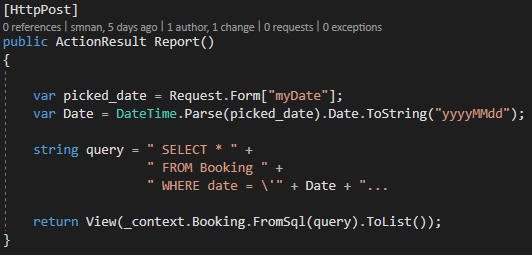 [HttpPost]
0 references | smnan, 5 days ago | 1 author, 1 change | 0 requests | 0 exceptions
public ActionResult Report()
{
var picked_date = Request.Form["myDate"];
var Date = DateTime.Parse(picked_date).Date.ToString("yyyyMMdd");
string query = " SELECT * " +
" FROM Booking " +
" WHERE date = \'" + Date + "...
return View(_context.Booking.FromSql(query).ToList());
}